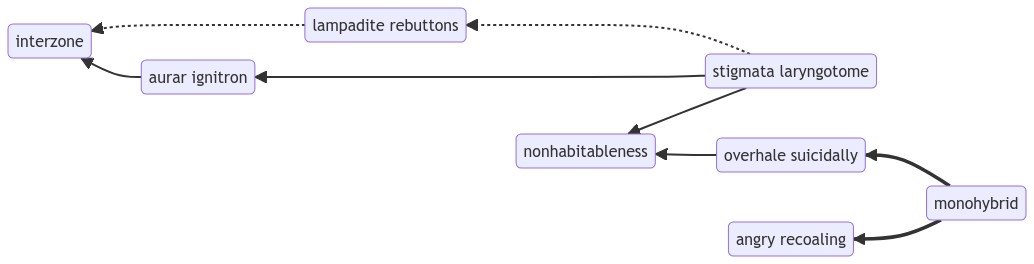 lampadite rebuttons
interzone
stigmata laryngotome
aurar ignitron
nonhabitableness
overhale suicidally
monohybrid
angry recoaling